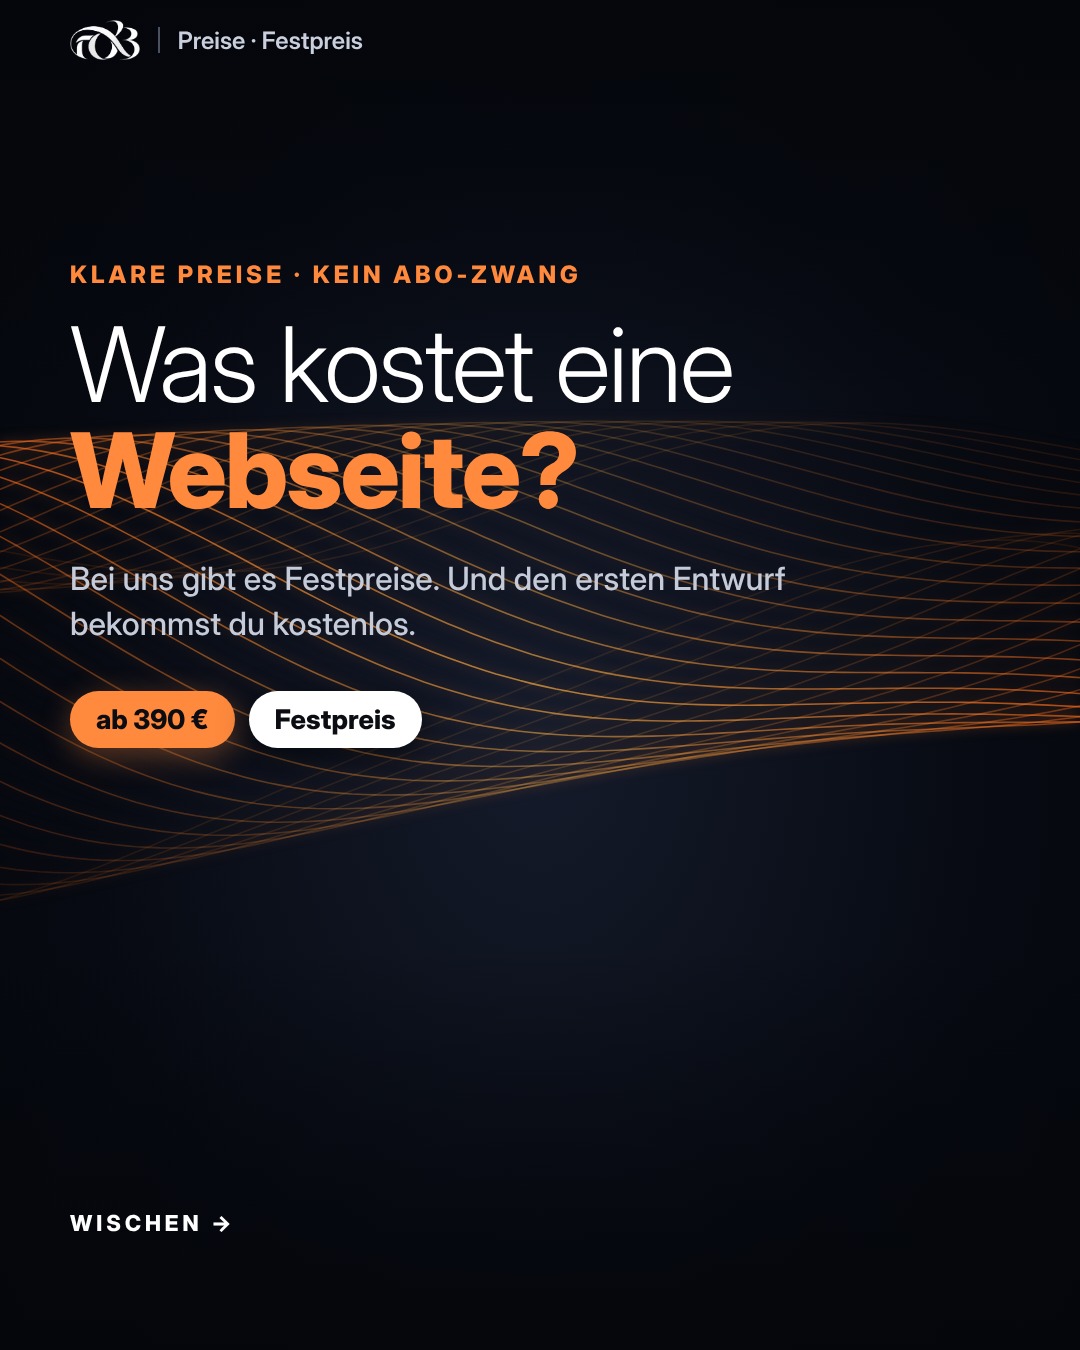 Preise · Festpreis
KLARE PREISE · KEIN ABO-ZWANG
Was kostet eine
Webseite?
Bei uns gibt es Festpreise. Und den ersten Entwurf
bekommst du kostenlos.
ab 390 €
Festpreis
WISCHEN →